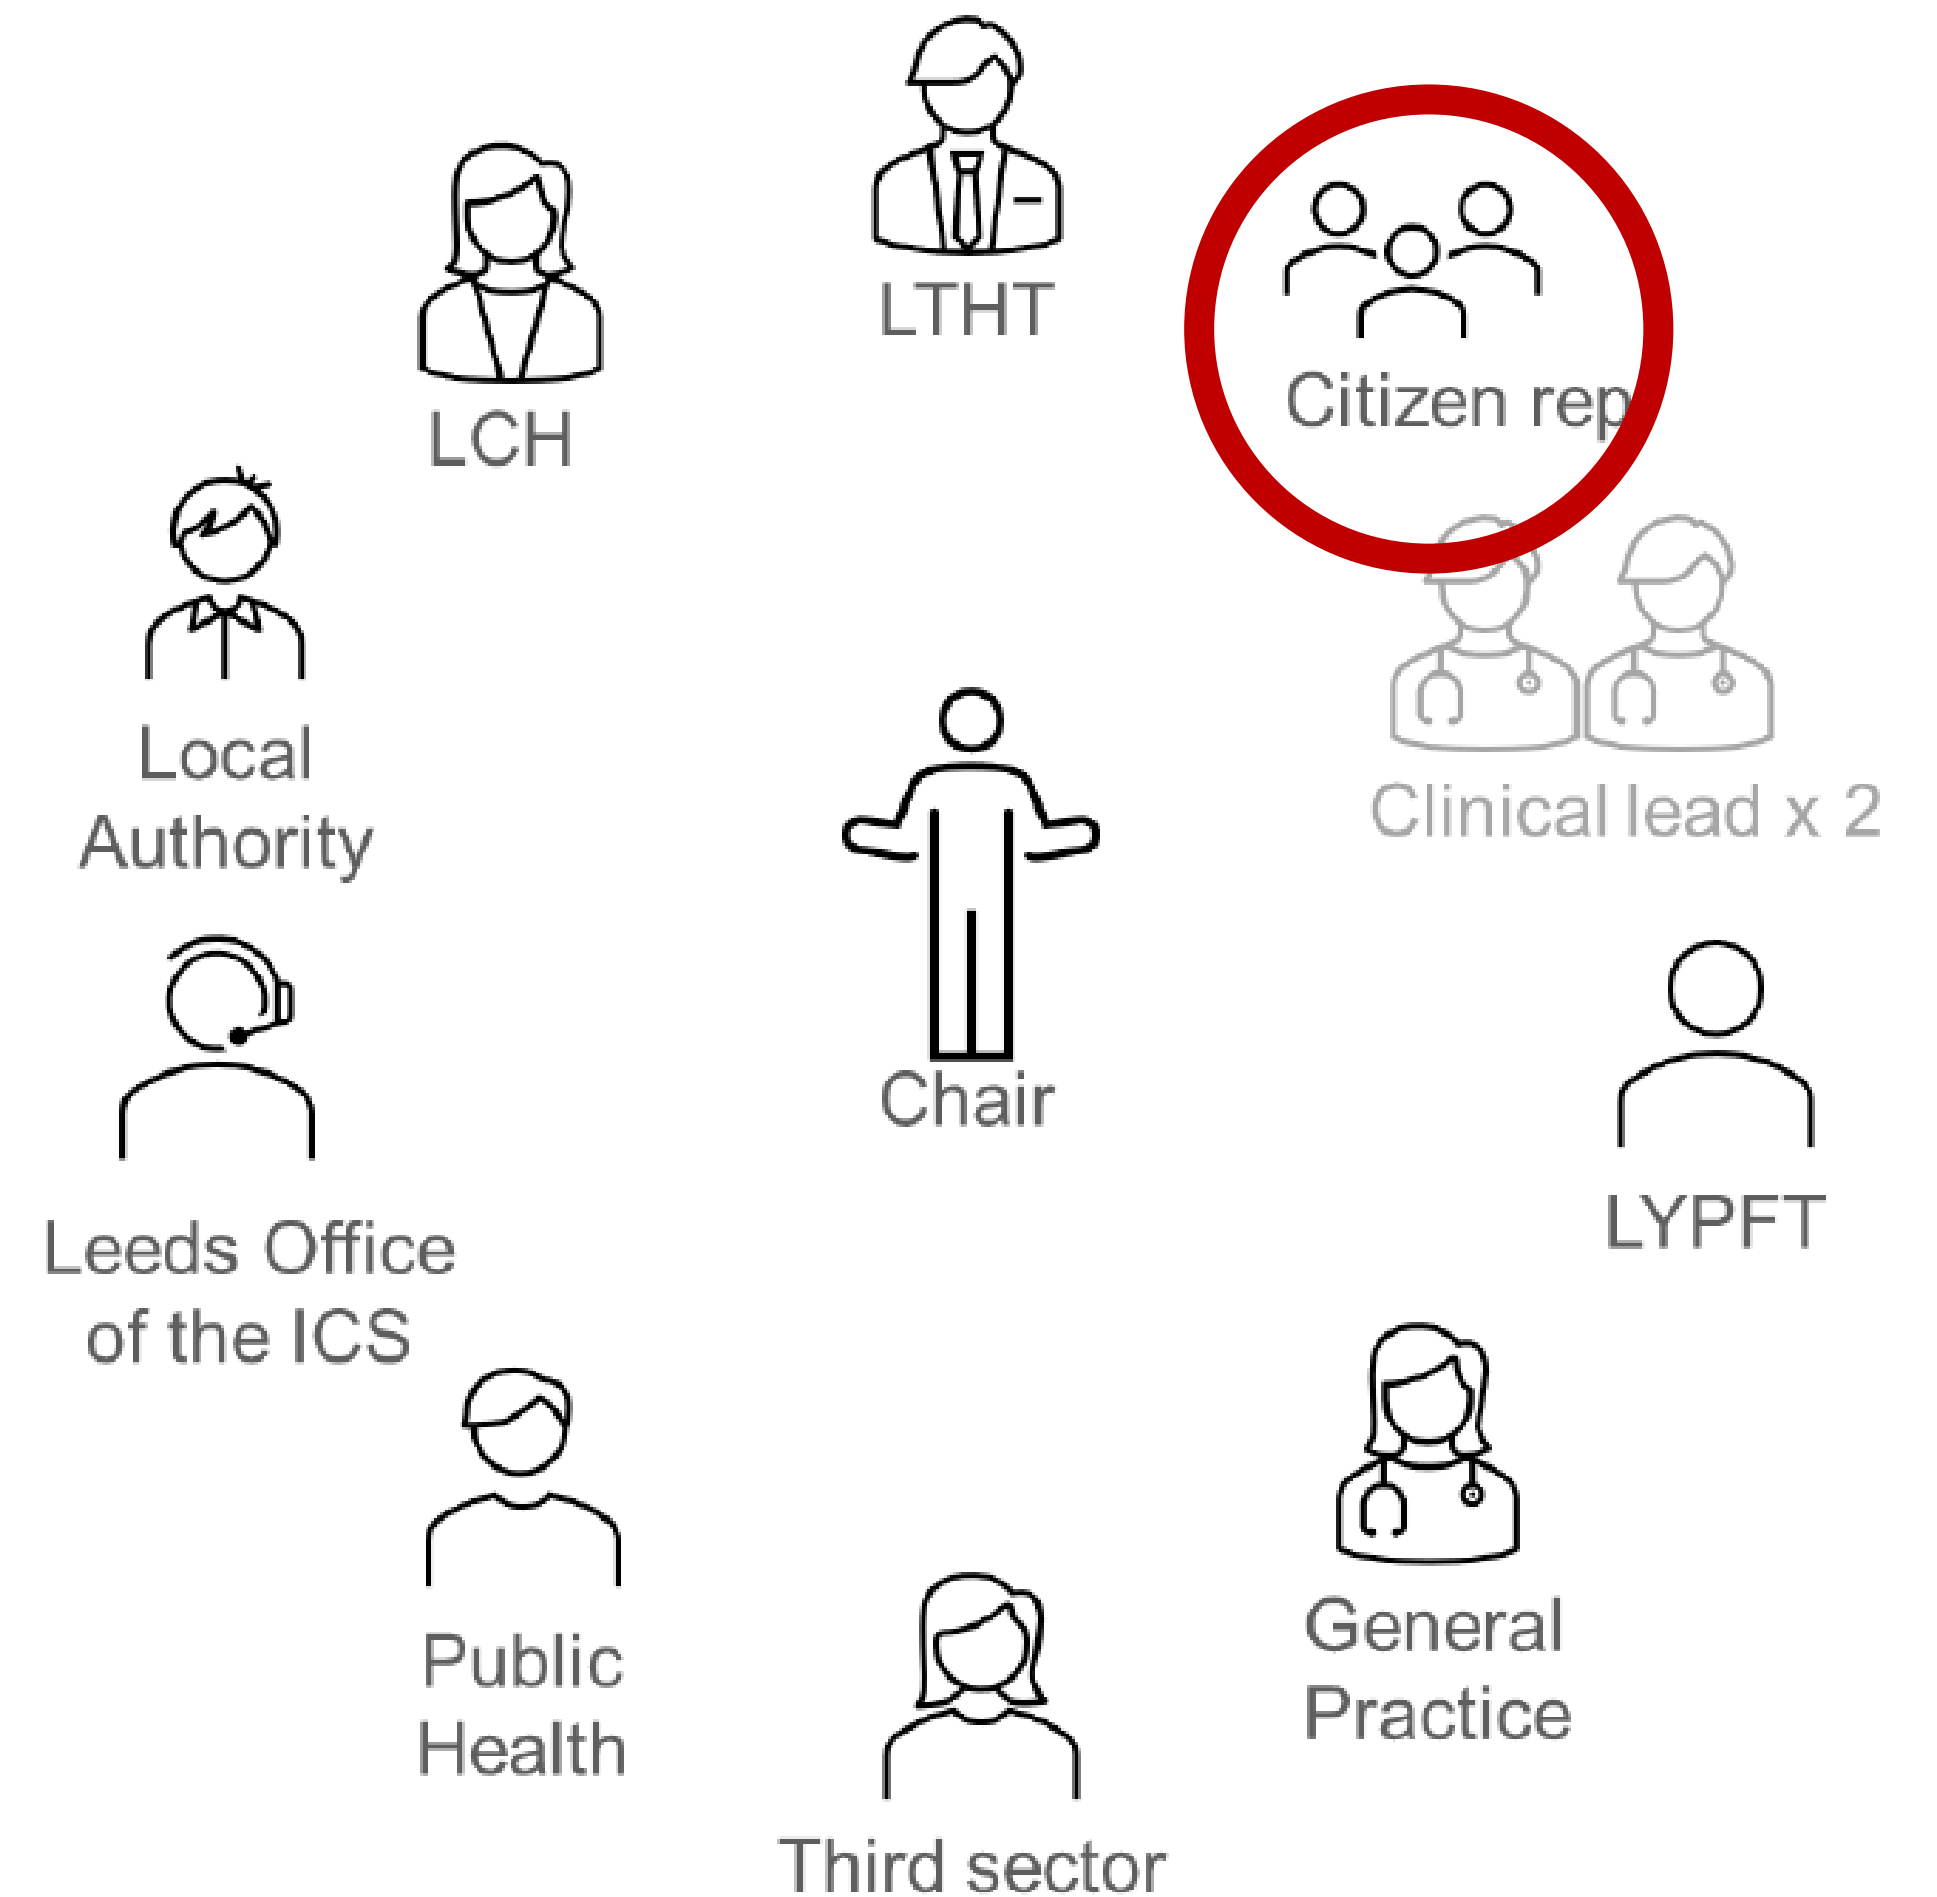 LTHT
Citizen rep
LCH
Local
Authority
Clinical lead x 2
Chair
LYPFT
Leeds Office
of the ICS
General
Practice
Public
Health
Third sector